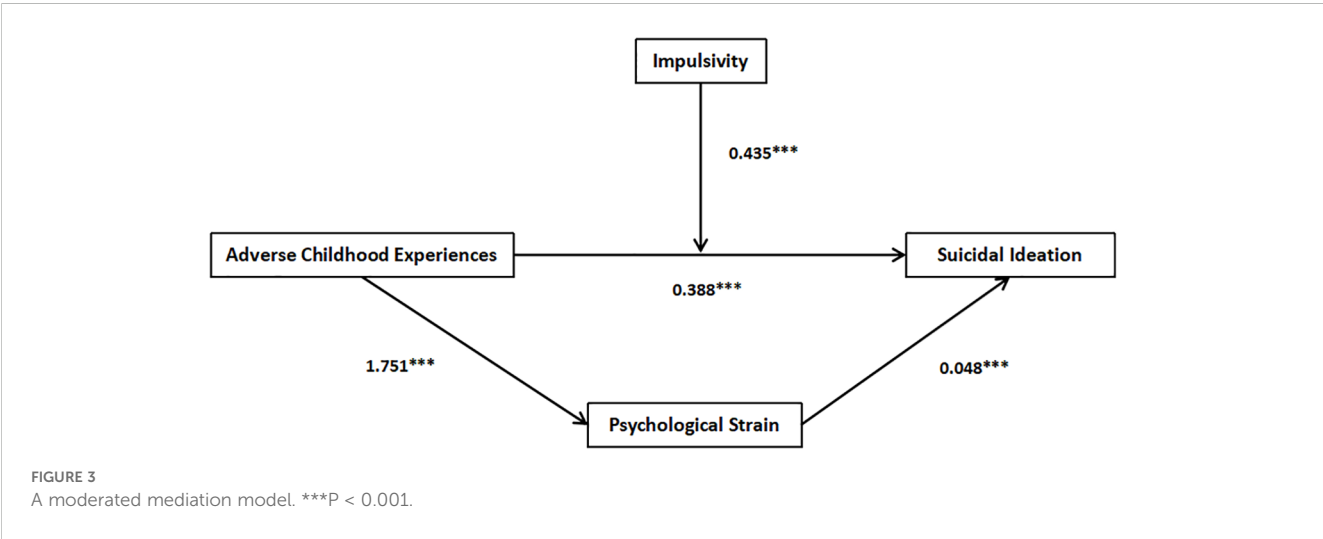 Impulsivity
0.435***
Adverse Childhood Experiences
Suicidal Ideation
0.388***
1.751***
0.048***
Psychological Strain
FIGURE 3
A moderated mediation model. ***P < 0.001.